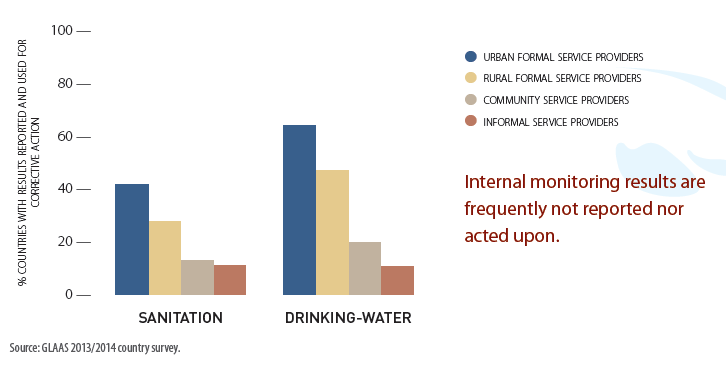 % COUNTRIES WITH RESULTS REPORTED AND USED FOR
CORRECTIVE ACTION
100
80
60
40
20
0
SANITATION
DRINKING-WATER
URBAN FORMAL SERVICE PROVIDERS
RURAL FORMAL SERVICE PROVIDERS
COMMUNITY SERVICE PROVIDERS
INFORMAL SERVICE PROVIDERS
Internal monitoring results are
frequently not reported nor
acted upon.
Source: GLAAS 2013/2014 country survey.